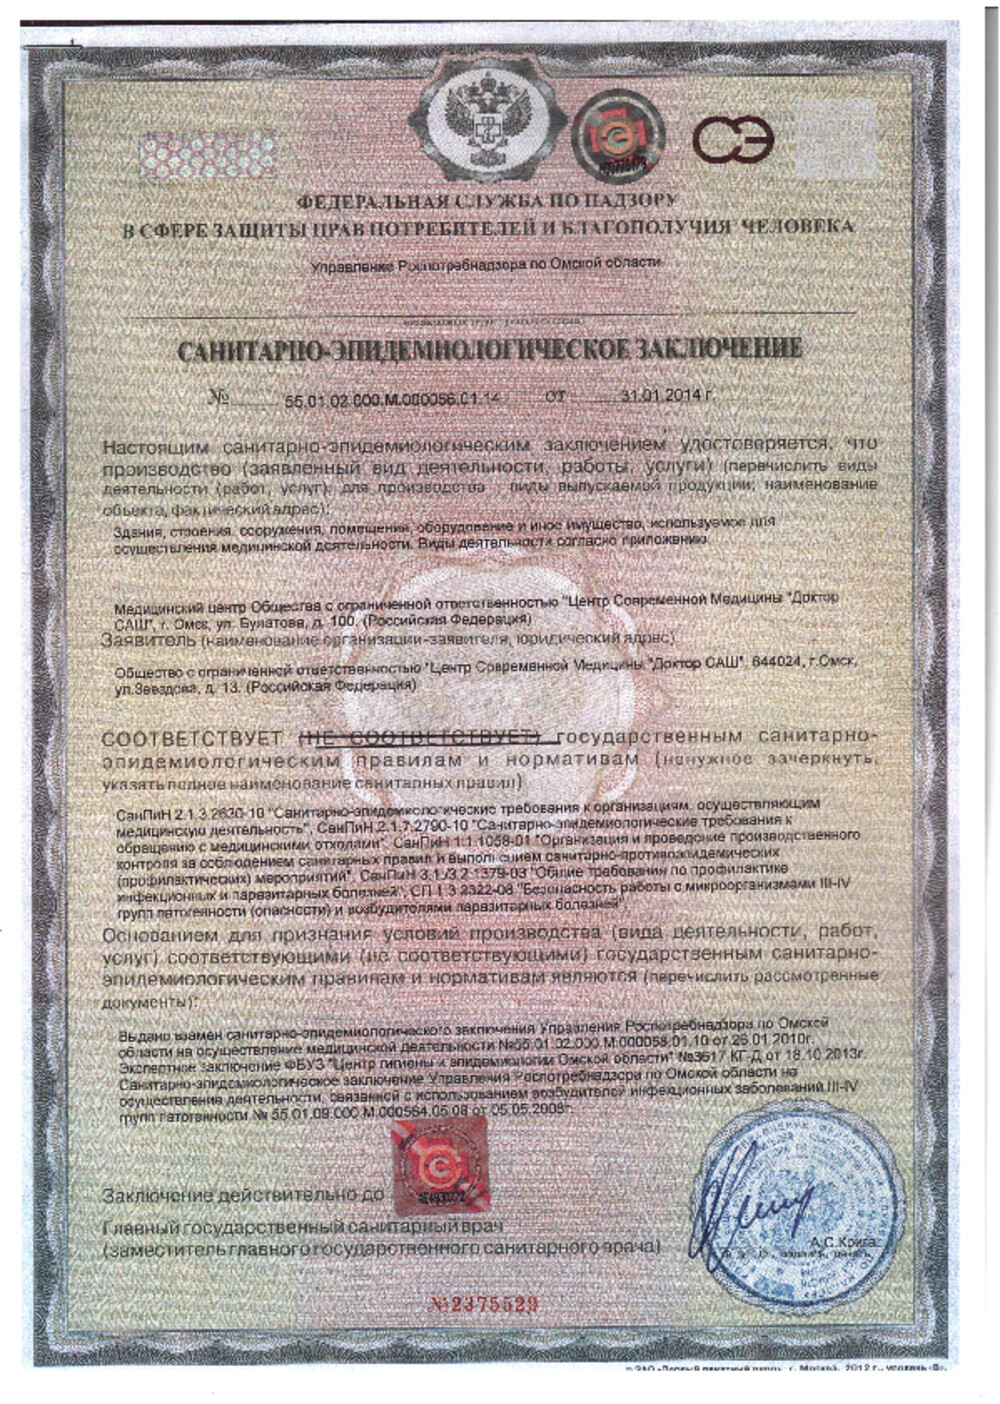 СЭ
ФЕДЕРАЛЬНАЯ СЛУЖБА ПО НАДЗОРУ
В СФЕРЕ ЗАЩИТЫ ПРАВ ПОТРЕБИТЕЛЕЙ И БЛАГОПОЛУЧИЯ ЧЕЛОВЕКА
Управление Роспотребнадзора по Омской области
САНИТАРНО-ЭПИДЕМИОЛОГИЧЕСКОЕ ЗАКЛЮЧЕНИЕ
№ 55.01.02.000.М.000056.01.14 от 31.01.2014 г.
Настоящим санитарно-эпидемиологическим заключением удостоверяется, что
производство (заявленный вид деятельности, работы, услуги) (перечислить виды
деятельности (работ, услуг), для производства - виды выпускаемой продукции; наименование
объекта, фактический адрес):
Здания, строения, сооружения, помещения, оборудование и иное имущество, используемое для
осуществления медицинской деятельности. Виды деятельности согласно приложению.
Медицинский центр Общества с ограниченной ответственностью "Центр Современной Медицины "Доктор
САШ", г. Омск, ул. Булатова, д. 100. (Российская Федерация)
Заявитель (наименование организации-заявителя, юридический адрес)
Общество с ограниченной ответственностью "Центр Современной Медицины "Доктор САШ". 644024, г.Омск,
ул.Звездова, д. 13. (Российская Федерация)
СООТВЕТСТВУЕТ (НЕ СООТВЕТСТВУЕТ) государственным санитарно-
эпидемиологическим правилам и нормативам (ненужное зачеркнуть,
указать полное наименование санитарных правил)
СанПиН 2.1.3.2630-10 "Санитарно-эпидемиологические требования к организациям, осуществляющим
медицинскую деятельность", СанПиН 2.1.7.2790-10 "Санитарно-эпидемиологические требования к
обращению с медицинскими отходами", СанПиН 1.1.1058-01 "Организация и проведение производственного
контроля за соблюдением санитарных правил и выполнением санитарно-противоэпидемических
(профилактических) мероприятий", СанПиН 3.1./3.2.1379-03 "Общие требования по профилактике
инфекционных и паразитарных болезней", СП 1.3.2322-08 "Безопасность работы с микроорганизмами III-IV
групп патогенности (опасности) и возбудителями паразитарных болезней",
Основанием для признания условий производства (вида деятельности, работ,
услуг) соответствующими (не соответствующими) государственным санитарно-
эпидемиологическим правилам и нормативам являются (перечислить рассмотренные
документы):
Выдано взамен санитарно-эпидемиологического заключения Управления Роспотребнадзора по Омской
области на осуществление медицинской деятельности №55.01.02.000.М.000058.01.10 от 26.01.2010г.
Экспертное заключение ФБУЗ "Центр гигиены и эпидемиологии Омской области" №3617 КГ-Д от 18.10.2013г.
Санитарно-эпидемиологическое заключение Управления Роспотребнадзора по Омской области на
осуществление деятельности, связанной с использованием возбудителей инфекционных заболеваний III-IV
групп патогенности № 55.01.09.000.М.000564.05.08 от 05.05.2008г.
Заключение действительно до
Главный государственный санитарный врач
(заместитель главного государственного санитарного врача)
А.С.Крига
№2375529
© ЗАО «Первый печатный двор», г. Москва, 2012 г., уровень «В».